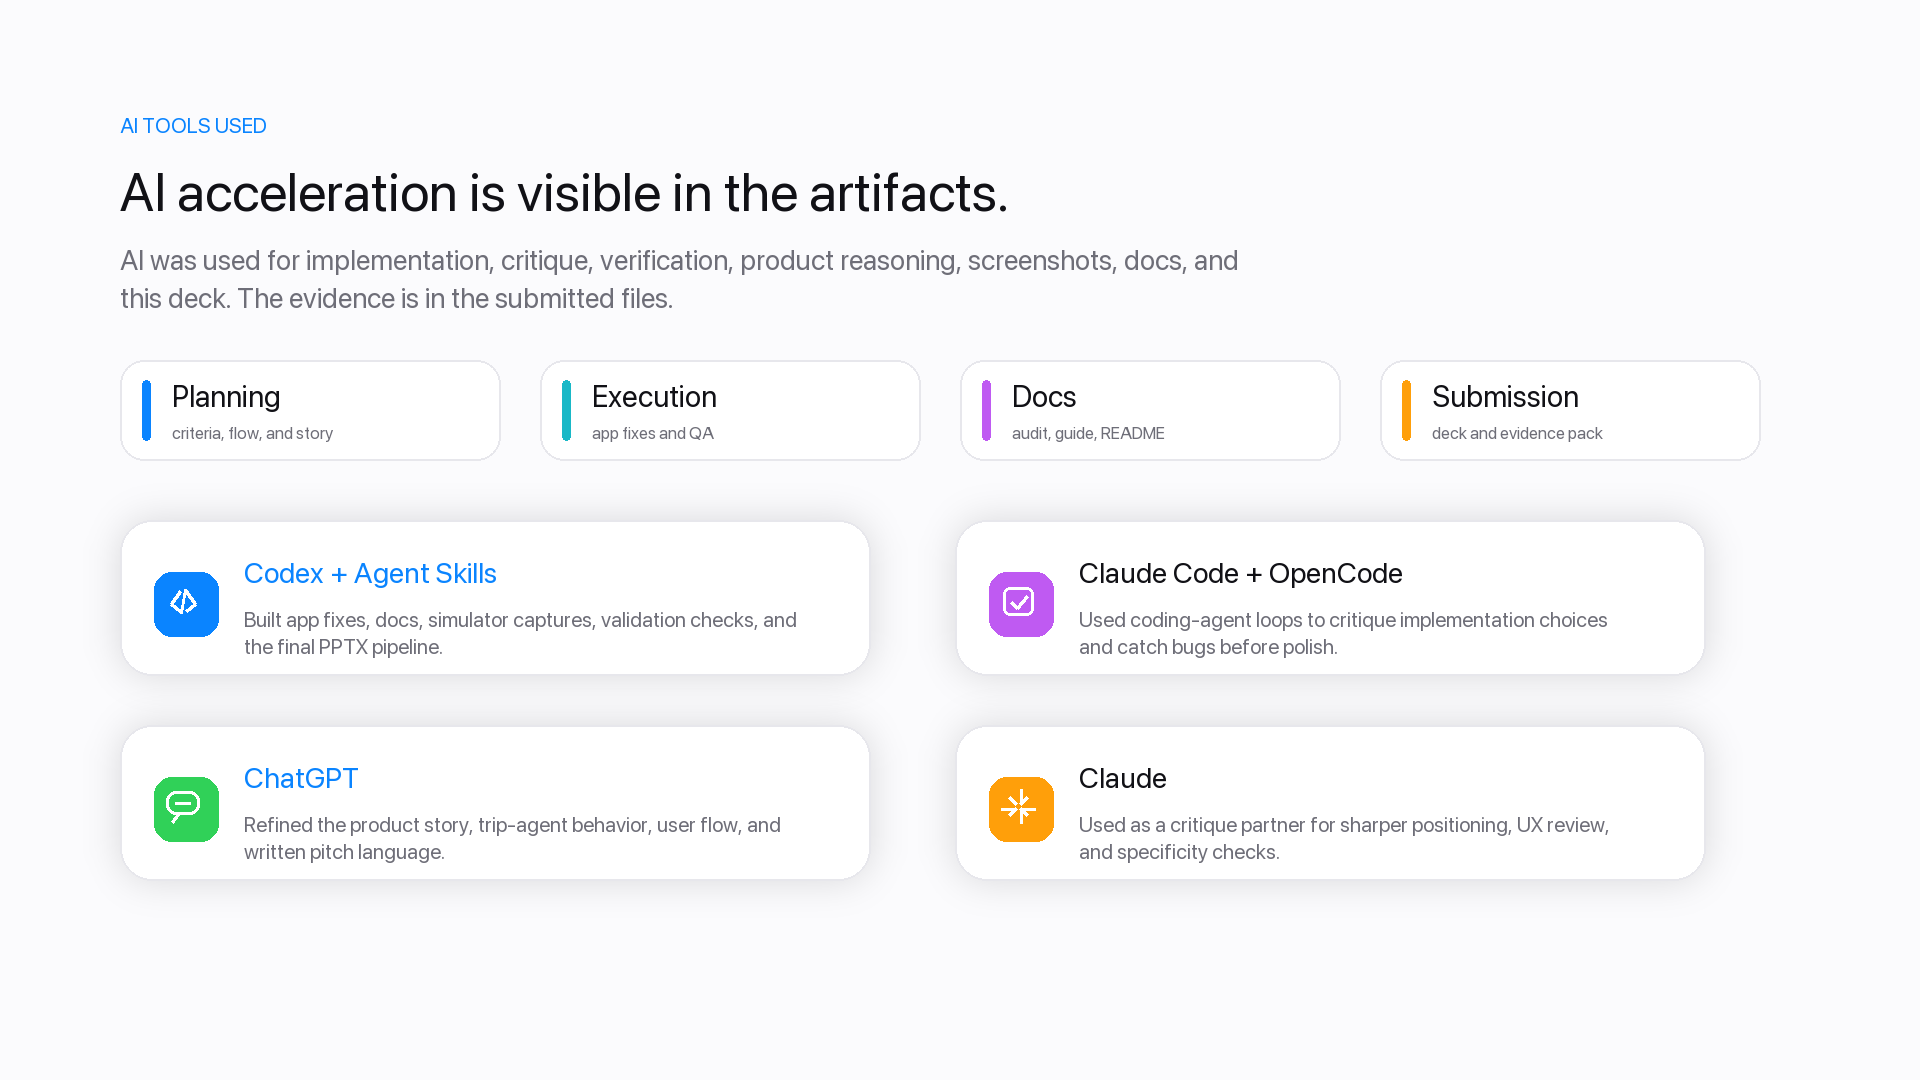 AI TOOLS USED
AI acceleration is visible in the artifacts.
AI was used for implementation, critique, verification, product reasoning, screenshots, docs, and
this deck. The evidence is in the submitted files.
Planning
criteria, flow, and story
Execution
app fixes and QA
Docs
audit, guide, README
Submission
deck and evidence pack
Codex + Agent Skills
Built app fixes, docs, simulator captures, validation checks, and
the final PPTX pipeline.
Claude Code + OpenCode
Used coding-agent loops to critique implementation choices
and catch bugs before polish.
ChatGPT
Refined the product story, trip-agent behavior, user flow, and
written pitch language.
Claude
Used as a critique partner for sharper positioning, UX review,
and specificity checks.